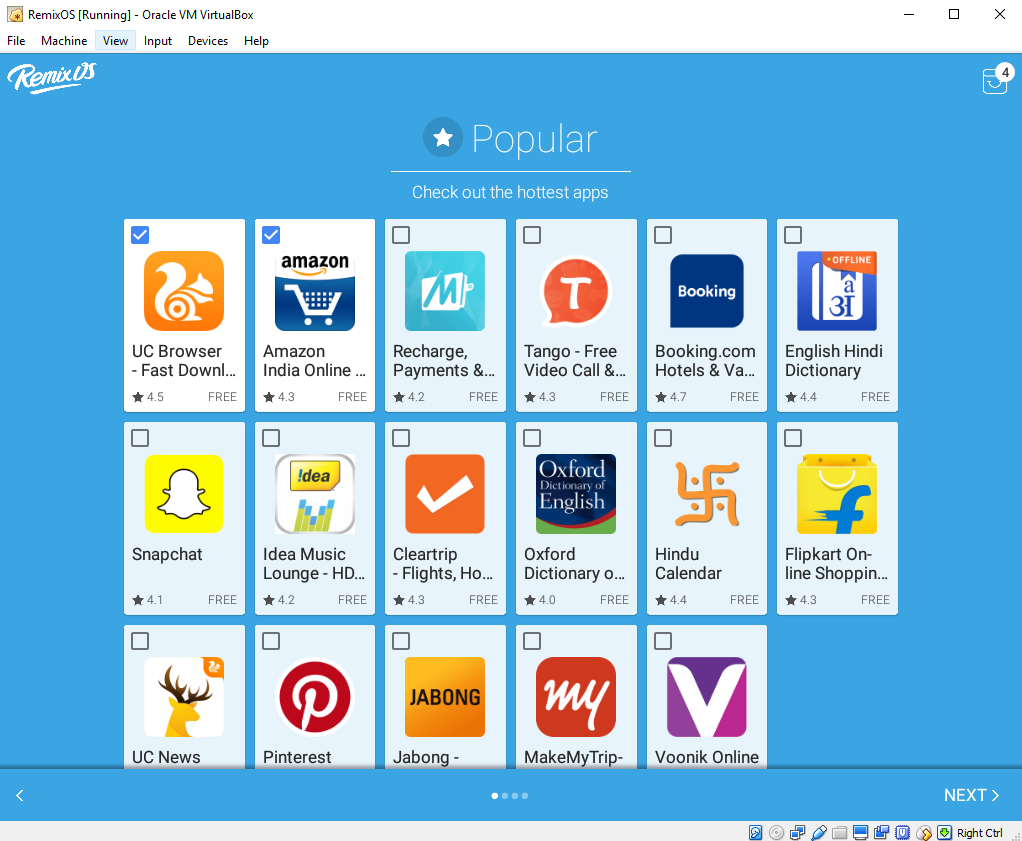 RemixOS [Running] - Oracle VM VirtualBox
File Machine View Input Devices Help
Remix OS
4
Popular
Check out the hottest apps
amazon
M
T
Booking
+OFFLINE
a
अ
UC Browser
- Fast Downl...
4.5 FREE
Amazon
India Online ...
4.3 FREE
Recharge,
Payments &...
4.2 FREE
Tango - Free
Video Call &...
4.3 FREE
Booking.com
Hotels & Va...
4.7 FREE
English Hindi
Dictionary
4.4 FREE
!dea
Oxford
Dictionary of
English
f
Snapchat
4.1 FREE
Idea Music
Lounge - HD...
4.2 FREE
Cleartrip
- Flights, Ho...
4.3 FREE
Oxford
Dictionary o...
4.0 FREE
Hindu
Calendar
4.4 FREE
Flipkart On-
line Shoppin...
4.3 FREE
P
JABONG
my
V
UC News
Pinterest
Jabong -
MakeMyTrip-
Voonik Online
NEXT
Right Ctrl